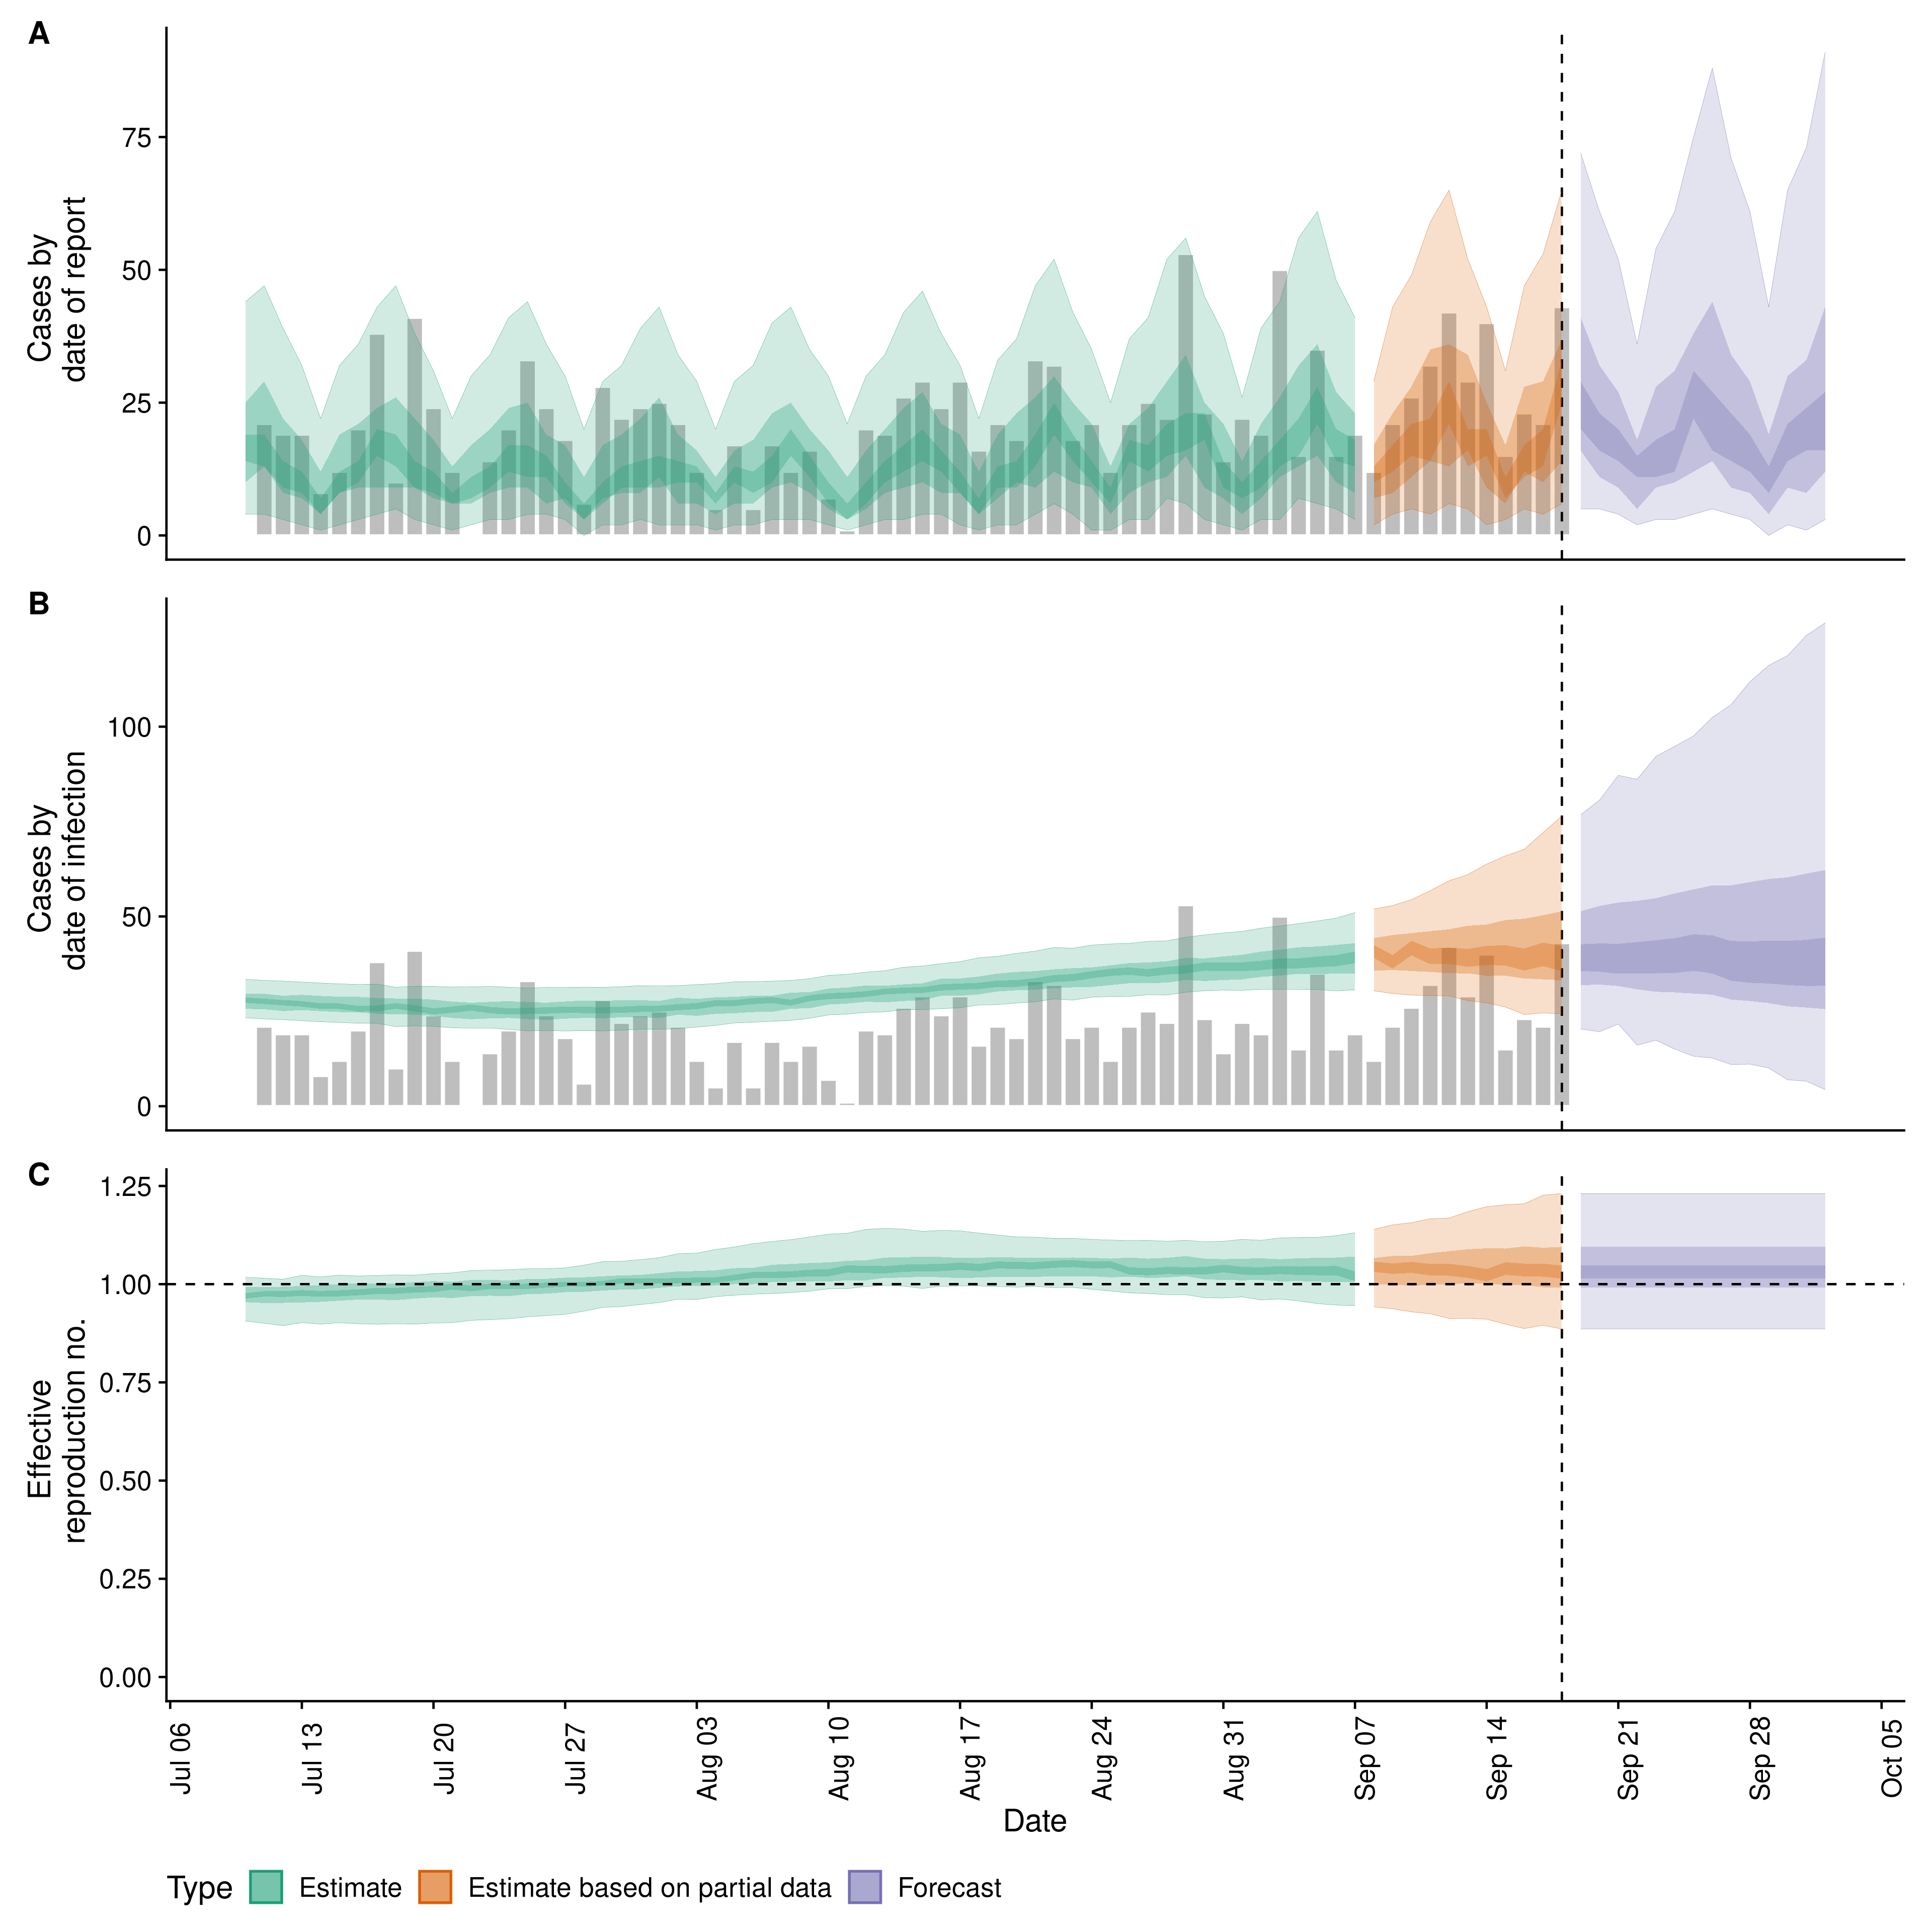 A
Cases by
date of report
75
50
25
0
B
Cases by
date of infection
100
50
0
C
Effective
reproduction no.
1.25
1.00
0.75
0.50
0.25
0.00
Jul 06
Jul 13
Jul 20
Jul 27
Aug 03
Aug 10
Aug 17
Aug 24
Aug 31
Sep 07
Sep 14
Sep 21
Sep 28
Oct 05
Date
Type Estimate Estimate based on partial data Forecast